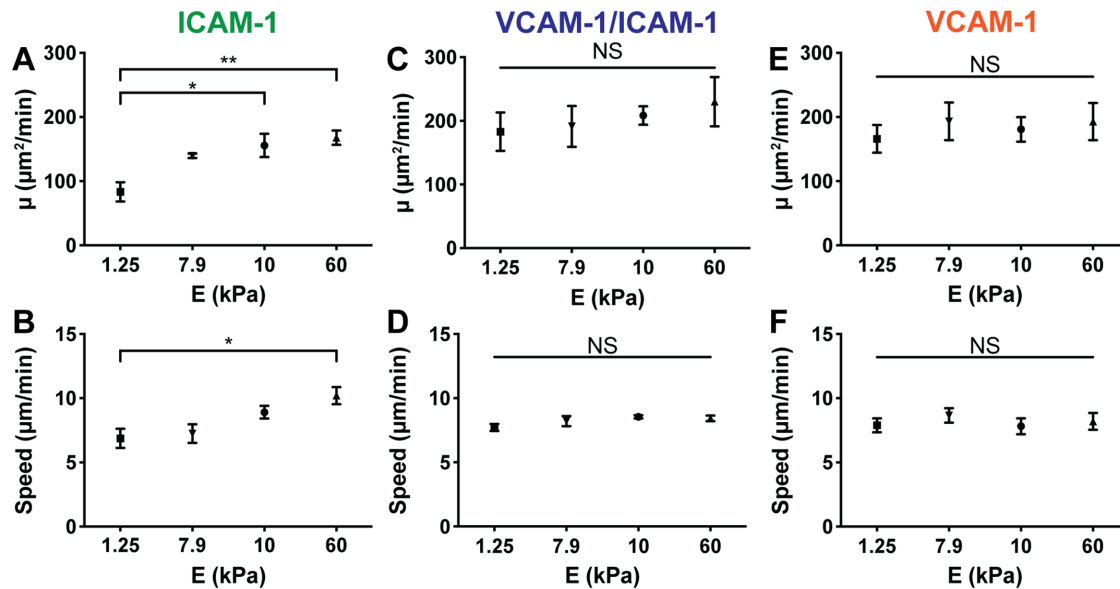 ICAM-1
VCAM-1/ICAM-1
VCAM-1
A
µ (µm²/min)
300
200
100
0
**
*
1.25 7.9 10 60
E (kPa)
C
µ (µm²/min)
300
200
100
0
NS
1.25 7.9 10 60
E (kPa)
E
µ (µm²/min)
300
200
100
0
NS
1.25 7.9 10 60
E (kPa)
B
Speed (µm/min)
15
10
5
0
*
1.25 7.9 10 60
E (kPa)
D
Speed (µm/min)
15
10
5
0
NS
1.25 7.9 10 60
E (kPa)
F
Speed (µm/min)
15
10
5
0
NS
1.25 7.9 10 60
E (kPa)